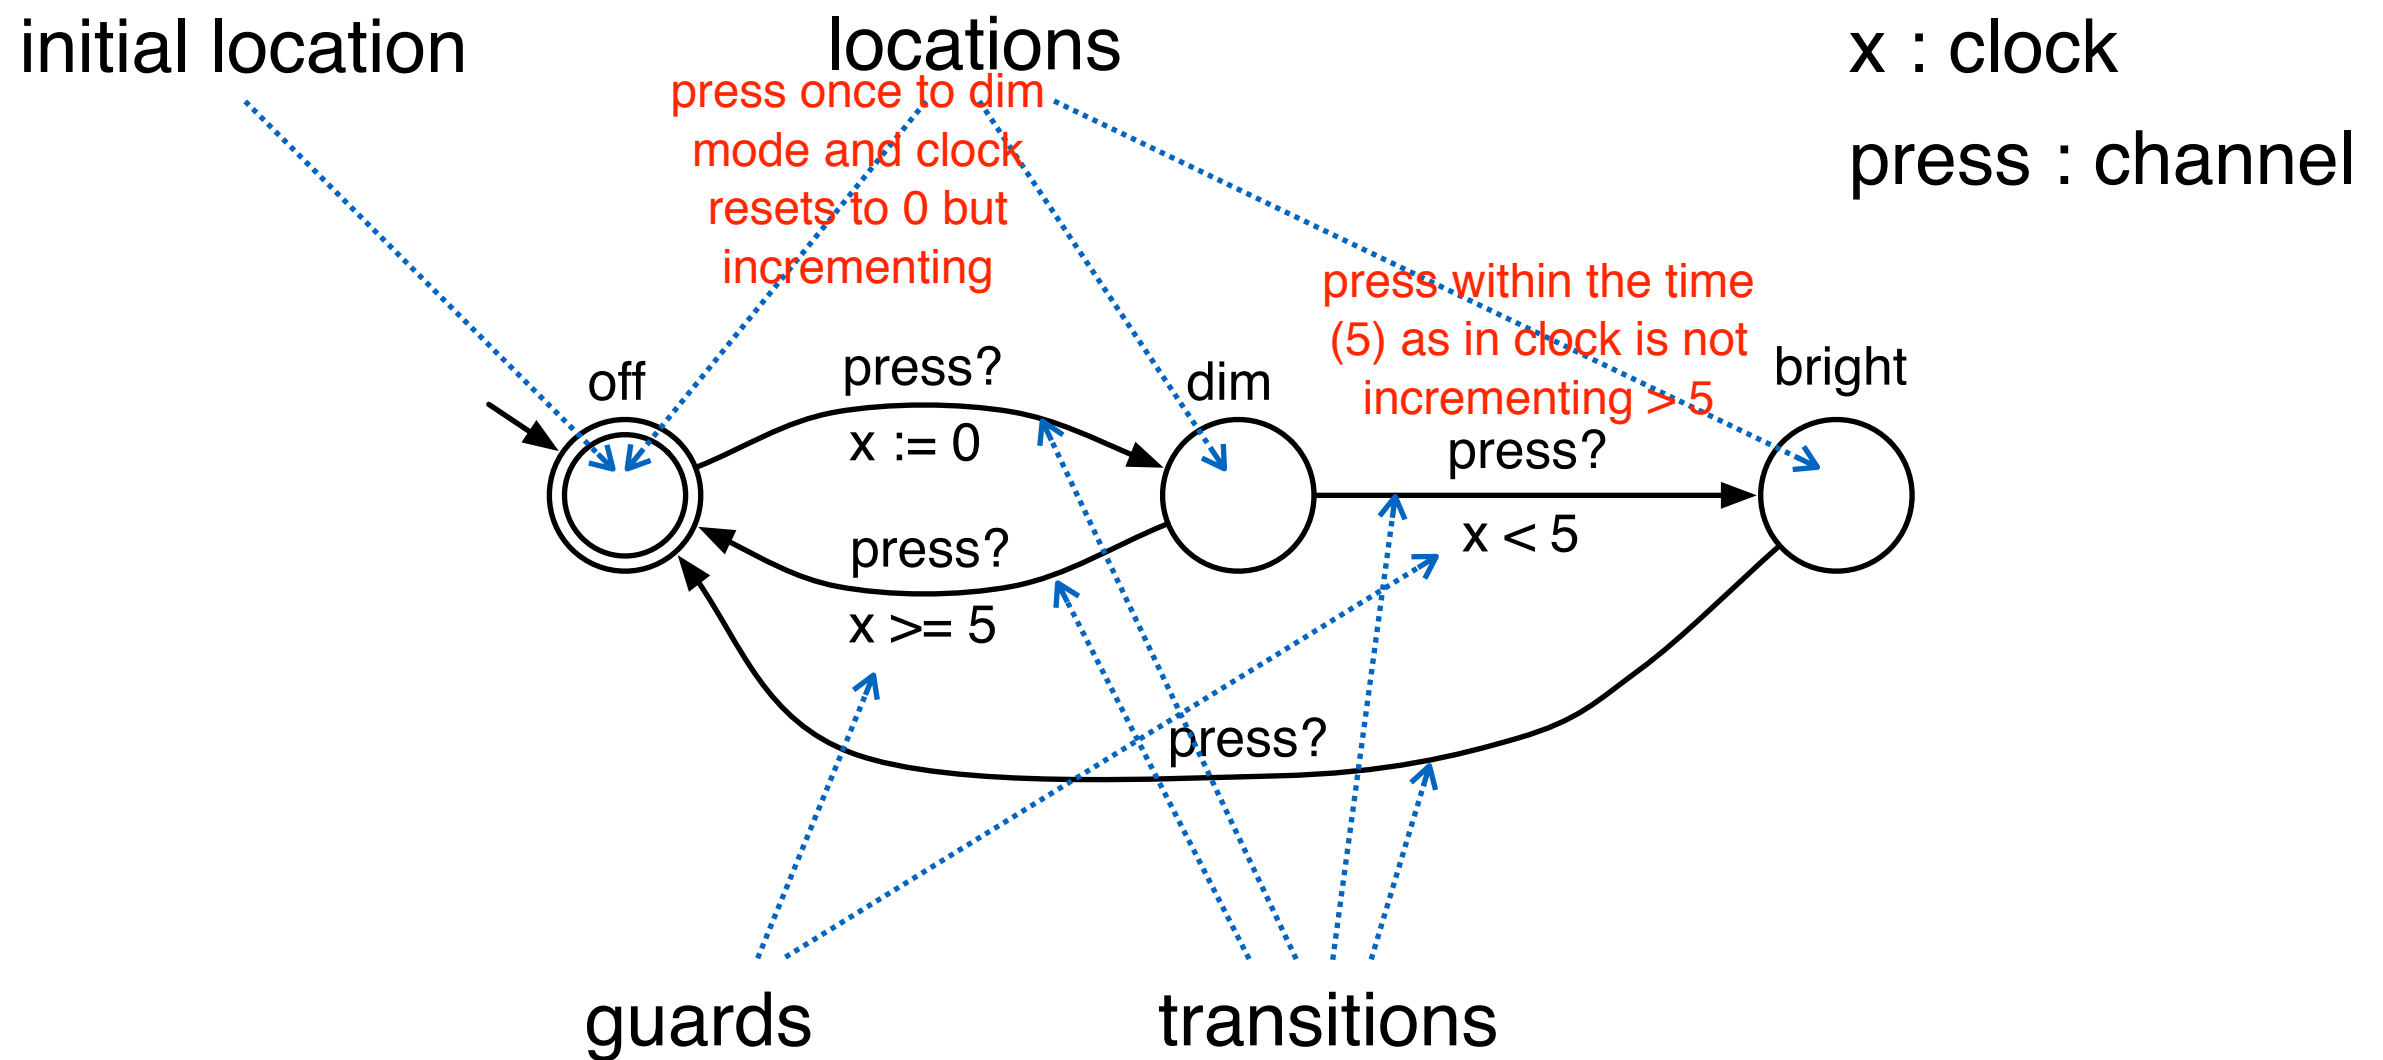 initial location
locations
x : clock
press : channel
press once to dim
mode and clock
resets to 0 but
incrementing
press within the time
(5) as in clock is not
incrementing > 5
off
press?
x := 0
dim
bright
press?
x < 5
press?
x >= 5
press?
guards
transitions